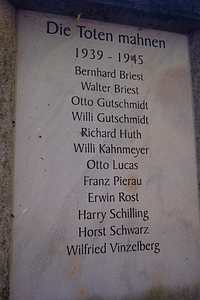 Die Toten mahnen
1939 - 1945
Bernhard Briest
Walter Briest
Otto Gutschmidt
Willi Gutschmidt
Richard Huth
Willi Kahnmeyer
Otto Lucas
Franz Pierau
Erwin Rost
Harry Schilling
Horst Schwarz
Wilfried Vinzelberg